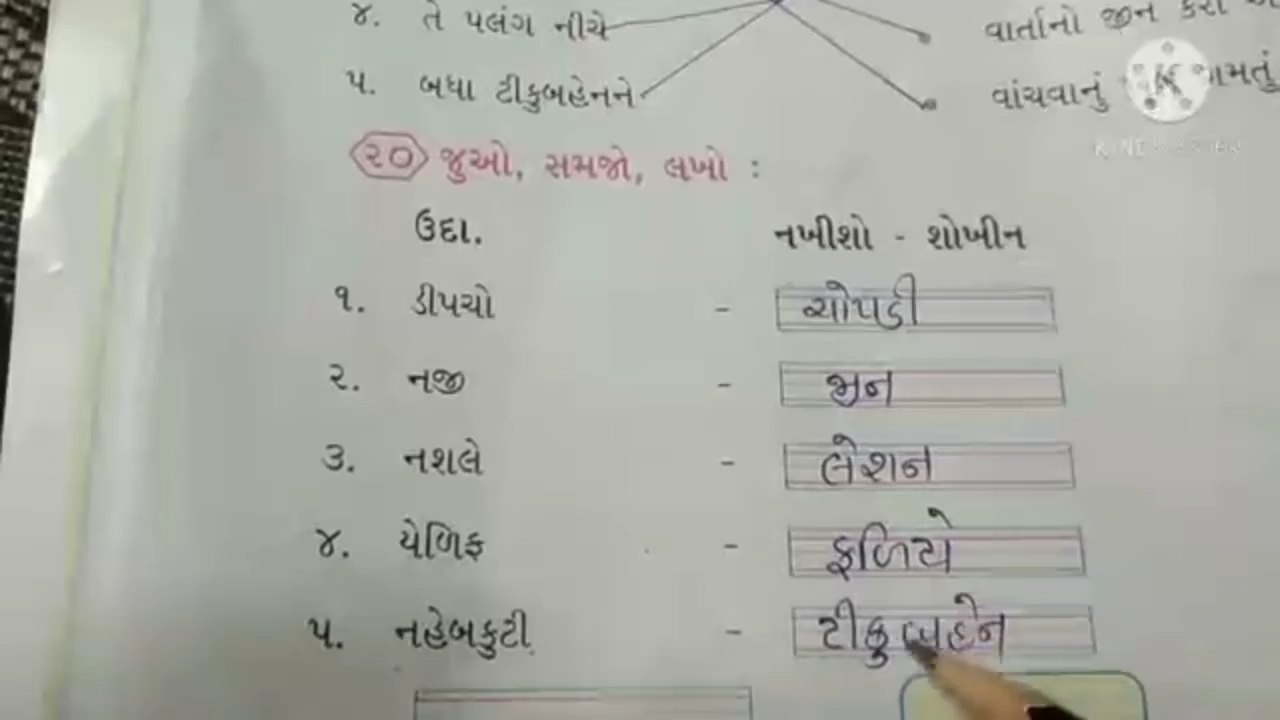 ૪. તે પલંગ નીચે વાર્તાનો જીન
૫. બધા ટીકુબહેનને વાંચવાનું ગમતું
૨૦ જુઓ, સમજો, લખો :
ઉદા. નખીશો - શોખીન
૧. ડીપચો - ચોપડી
૨. નજી - જીન
૩. નશલે - લેશન
૪. યેળિફ - ફળિયે
૫. નહેબકુટી - ટીકુબહેન